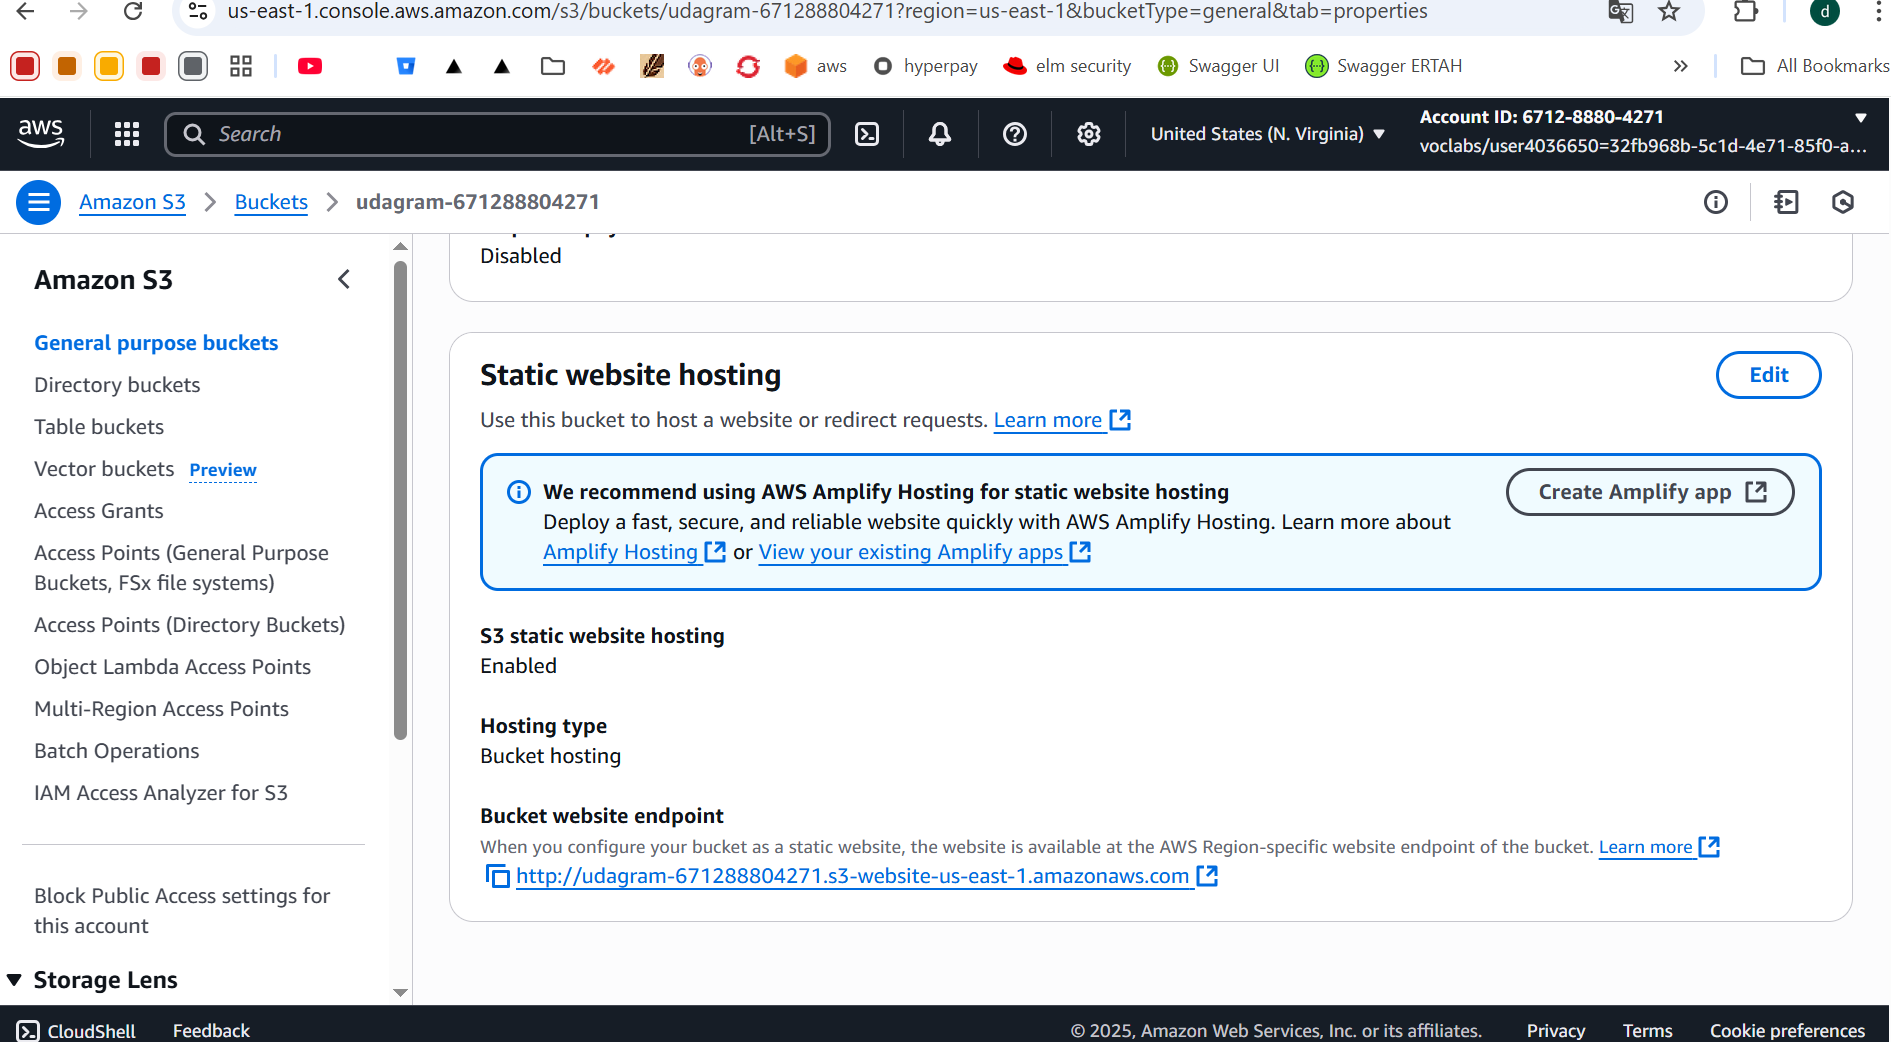 us-east-1.console.aws.amazon.com/s3/buckets/udagram-671288804271?region=us-east-1&bucketType=general&tab=properties
d
aws
hyperpay
elm security
Swagger UI
Swagger ERTAH
All Bookmarks
aws
Search
[Alt+S]
United States (N. Virginia)
Account ID: 6712-8880-4271
voclabs/user4036650=32fb968b-5c1d-4e71-85f0-a...
Amazon S3
Buckets
udagram-671288804271
Amazon S3
General purpose buckets
Directory buckets
Table buckets
Vector buckets Preview
Access Grants
Access Points (General Purpose
Buckets, FSx file systems)
Access Points (Directory Buckets)
Object Lambda Access Points
Multi-Region Access Points
Batch Operations
IAM Access Analyzer for S3
Block Public Access settings for
this account
Storage Lens
Disabled
Static website hosting
Edit
Use this bucket to host a website or redirect requests. Learn more
We recommend using AWS Amplify Hosting for static website hosting
Create Amplify app
Deploy a fast, secure, and reliable website quickly with AWS Amplify Hosting. Learn more about
Amplify Hosting or View your existing Amplify apps
S3 static website hosting
Enabled
Hosting type
Bucket hosting
Bucket website endpoint
When you configure your bucket as a static website, the website is available at the AWS Region-specific website endpoint of the bucket. Learn more
http://udagram-671288804271.s3-website-us-east-1.amazonaws.com
CloudShell
Feedback
© 2025, Amazon Web Services, Inc. or its affiliates.
Privacy
Terms
Cookie preferences